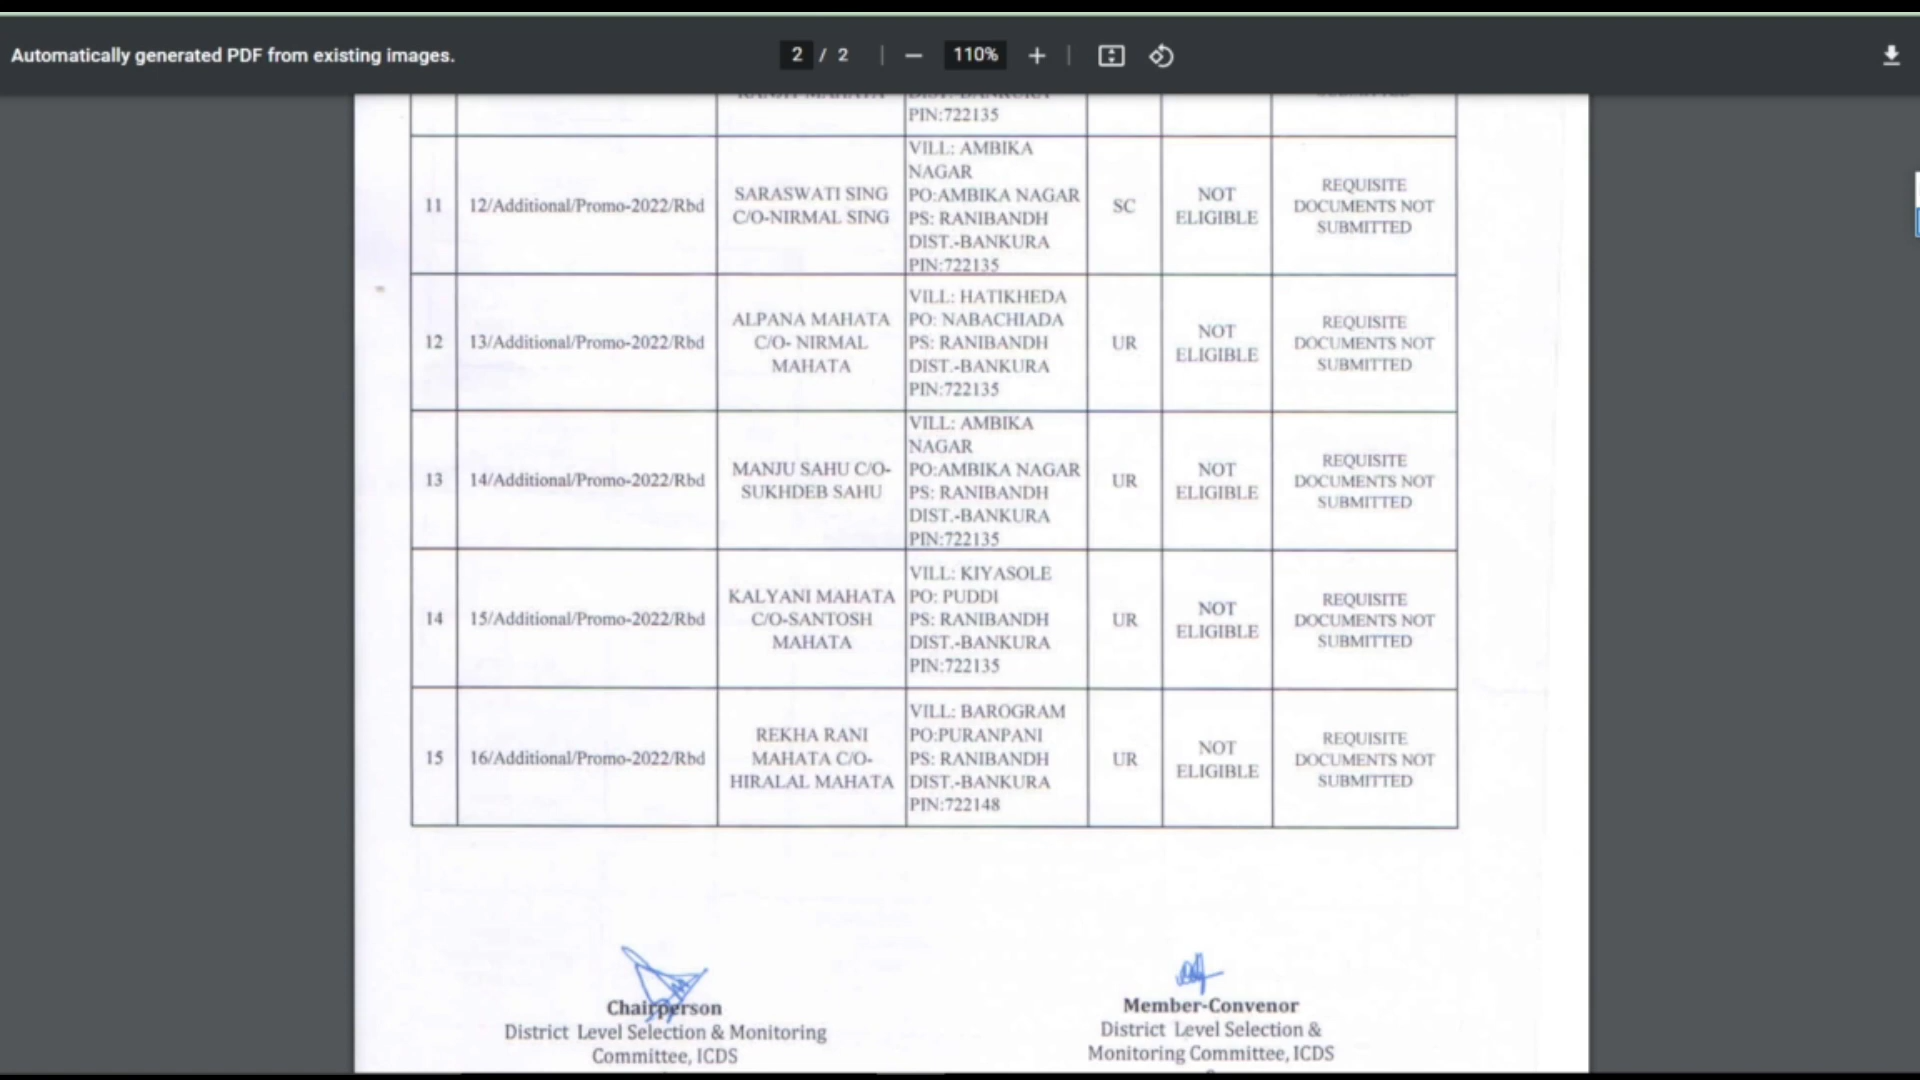 Automatically generated PDF from existing images.
2 / 2
110%
PIN:722135
11
12/Additional/Promo-2022/Rbd
SARASWATI SING
C/O-NIRMAL SING
VILL: AMBIKA
NAGAR
PO:AMBIKA NAGAR
PS: RANIBANDH
DIST.-BANKURA
PIN:722135
SC
NOT
ELIGIBLE
REQUISITE
DOCUMENTS NOT
SUBMITTED
12
13/Additional/Promo-2022/Rbd
ALPANA MAHATA
C/O- NIRMAL
MAHATA
VILL: HATIKHEDA
PO: NABACHIADA
PS: RANIBANDH
DIST.-BANKURA
PIN:722135
UR
NOT
ELIGIBLE
REQUISITE
DOCUMENTS NOT
SUBMITTED
13
14/Additional/Promo-2022/Rbd
MANJU SAHU C/O-
SUKHDEB SAHU
VILL: AMBIKA
NAGAR
PO:AMBIKA NAGAR
PS: RANIBANDH
DIST.-BANKURA
PIN:722135
UR
NOT
ELIGIBLE
REQUISITE
DOCUMENTS NOT
SUBMITTED
14
15/Additional/Promo-2022/Rbd
KALYANI MAHATA
C/O-SANTOSH
MAHATA
VILL: KIYASOLE
PO: PUDDI
PS: RANIBANDH
DIST.-BANKURA
PIN:722135
UR
NOT
ELIGIBLE
REQUISITE
DOCUMENTS NOT
SUBMITTED
15
16/Additional/Promo-2022/Rbd
REKHA RANI
MAHATA C/O-
HIRALAL MAHATA
VILL: BAROGRAM
PO:PURANPANI
PS: RANIBANDH
DIST.-BANKURA
PIN:722148
UR
NOT
ELIGIBLE
REQUISITE
DOCUMENTS NOT
SUBMITTED
Chairperson
District Level Selection & Monitoring
Committee, ICDS
Member-Convenor
District Level Selection &
Monitoring Committee, ICDS